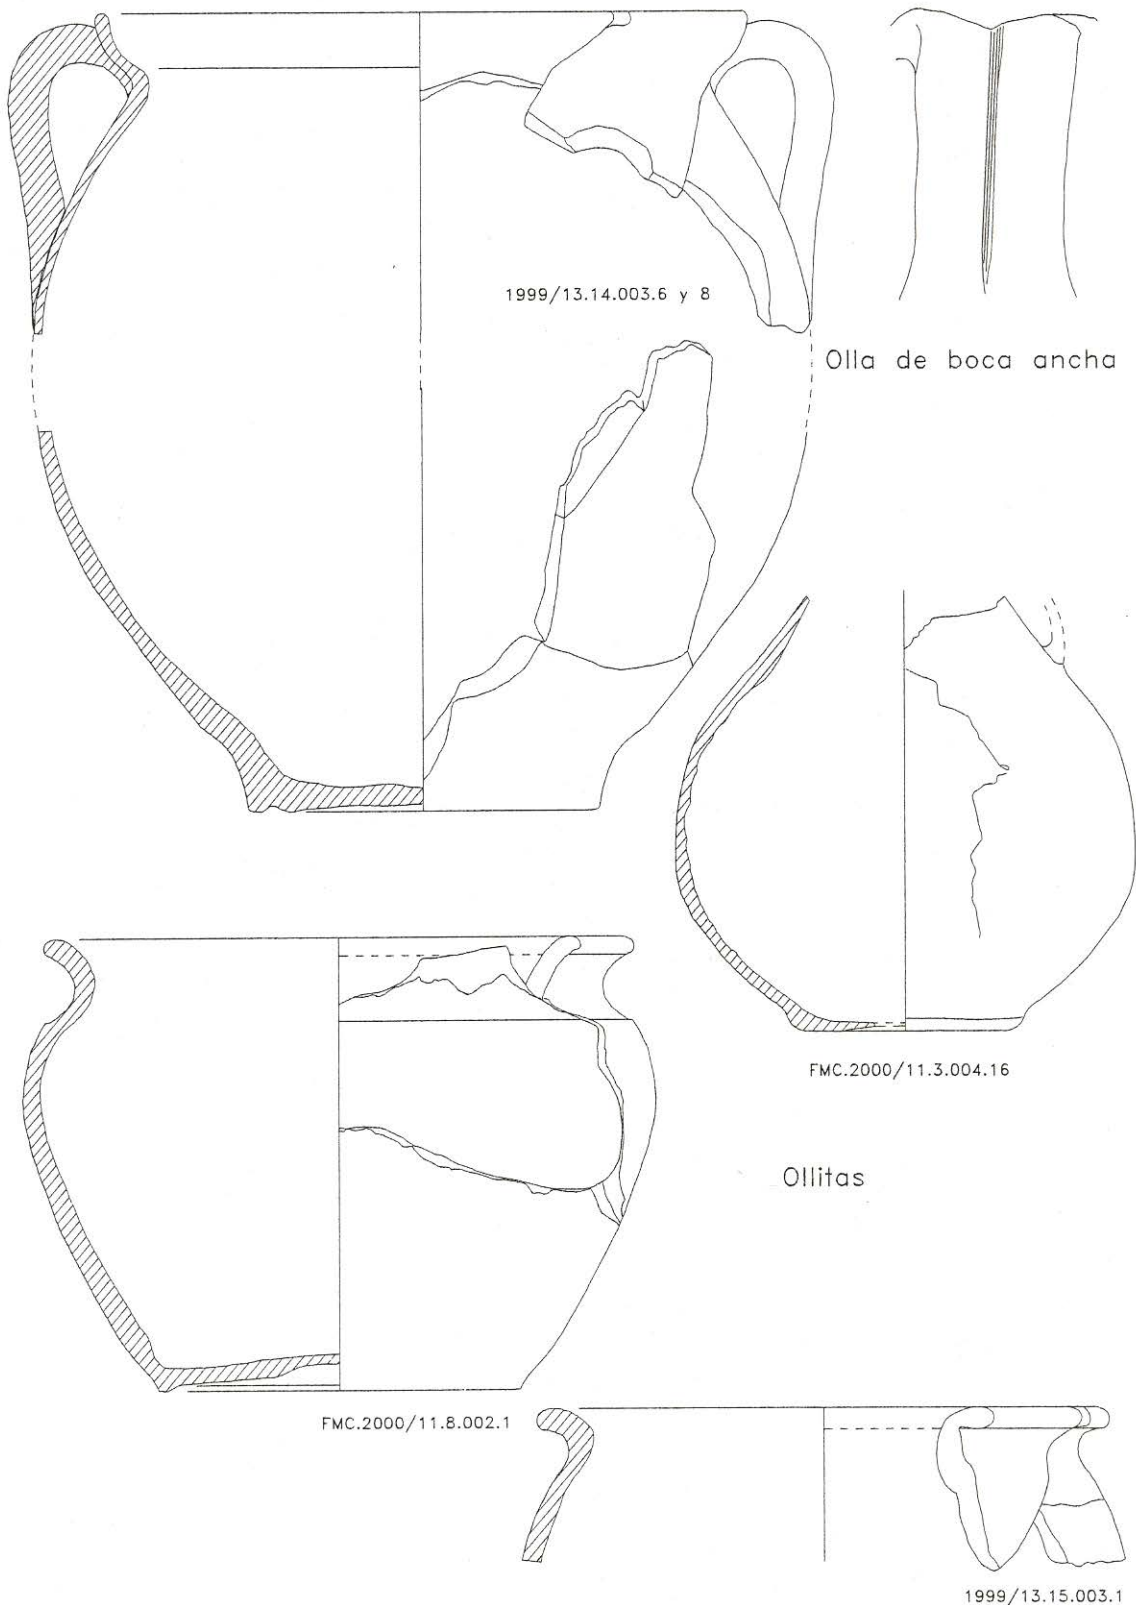 1999/13.14.003.6 y 8
Olla de boca ancha
FMC.2000/11.3.004.16
Ollitas
FMC.2000/11.8.002.1
1999/13.15.003.1